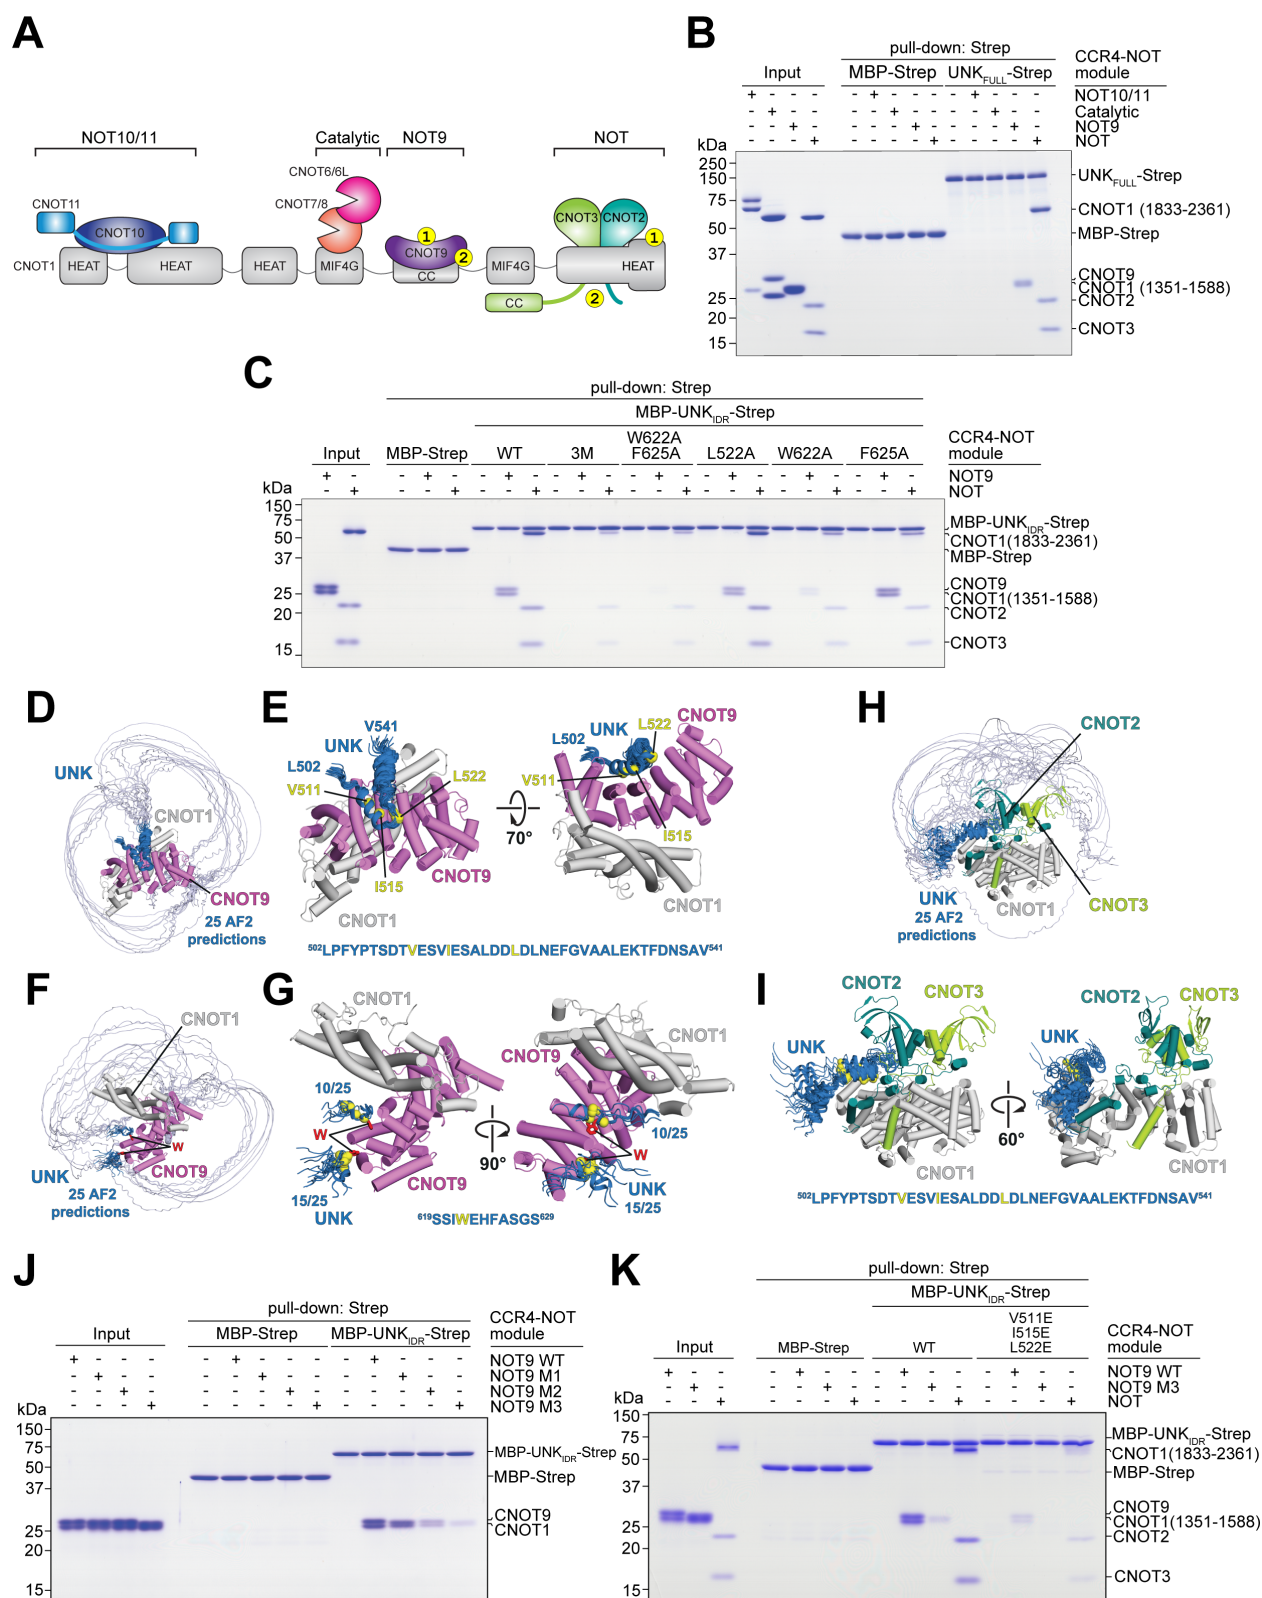 A
NOT10/11
Catalytic
NOT9
NOT
CNOT6/6L
CNOT7/8
CNOT11
CNOT10
CNOT3
CNOT2
1
1
CNOT9
2
CNOT1
HEAT
HEAT
HEAT
MIF4G
CC
MIF4G
HEAT
CC
2
B
pull-down: Strep
CCR4-NOT
module
Input
MBP-Strep
UNKFULL-Strep
+ - - - - + - - - - + - - - NOT10/11
- + - - - - + - - - - + - - Catalytic
- - + - - - - + - - - - + - NOT9
- - - + - - - - + - - - - + NOT
kDa
250
150
75
50
37
25
20
15
UNKFULL-Strep
CNOT1 (1833-2361)
MBP-Strep
CNOT9
CNOT1 (1351-1588)
CNOT2
CNOT3
C
pull-down: Strep
MBP-UNKIDR-Strep
Input
MBP-Strep
WT
3M
W622A
F625A
L522A
W622A
F625A
CCR4-NOT
module
+ - - + - - + - - + - - + - - + - - + - - + - NOT9
- + - - + - - + - - + - - + - - + - - + - - + NOT
kDa
150
75
50
37
25
20
15
MBP-UNKIDR-Strep
CNOT1(1833-2361)
MBP-Strep
CNOT9
CNOT1(1351-1588)
CNOT2
CNOT3
D
UNK
CNOT1
CNOT9
25 AF2
predictions
E
V541
UNK
L502
V511
L522
I515
CNOT9
CNOT1
70°
L502
UNK
L522
CNOT9
V511
I515
CNOT1
502LPFYPTSDTVESVIESALDDLDLNEFGVAALEKTFDNSAV541
H
CNOT2
UNK
25 AF2
predictions
CNOT1
CNOT3
F
CNOT1
W
UNK
CNOT9
25 AF2
predictions
G
CNOT1
10/25
W
15/25
UNK
CNOT9
90°
CNOT1
CNOT9
10/25
W
UNK
15/25
619SSIWEHFASGS629
I
CNOT2
CNOT3
UNK
CNOT1
60°
CNOT2
CNOT3
UNK
CNOT1
502LPFYPTSDTVESVIESALDDLDLNEFGVAALEKTFDNSAV541
J
pull-down: Strep
Input
MBP-Strep
MBP-UNKIDR-Strep
CCR4-NOT
module
+ - - - - + - - - - + - - - NOT9 WT
- + - - - - + - - - - + - - NOT9 M1
- - + - - - - + - - - - + - NOT9 M2
- - - + - - - - + - - - - + NOT9 M3
kDa
150
75
50
37
25
20
15
MBP-UNKIDR-Strep
MBP-Strep
CNOT9
CNOT1
K
pull-down: Strep
MBP-UNKIDR-Strep
V511E
I515E
L522E
Input
MBP-Strep
WT
CCR4-NOT
module
+ - - - + - - - + - - - + - - NOT9 WT
- + - - - + - - - + - - - + - NOT9 M3
- - + - - - + - - - + - - - + NOT
kDa
150
75
50
37
25
20
15
MBP-UNKIDR-Strep
CNOT1(1833-2361)
MBP-Strep
CNOT9
CNOT1(1351-1588)
CNOT2
CNOT3